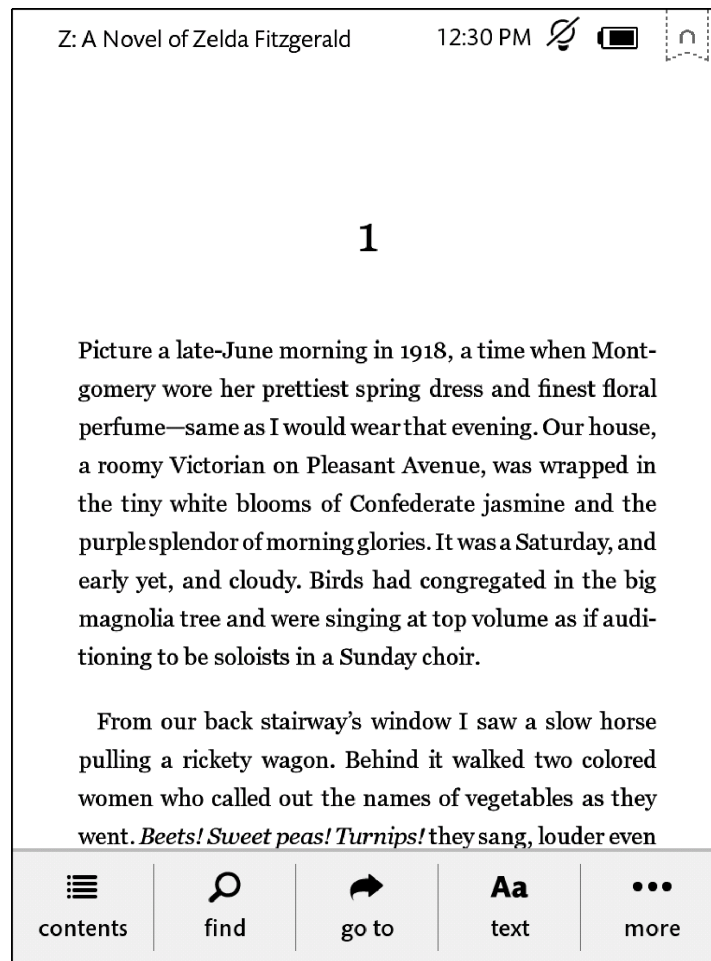 Z: A Novel of Zelda Fitzgerald 12:30 PM
1
Picture a late-June morning in 1918, a time when Mont-
gomery wore her prettiest spring dress and finest floral
perfume—same as I would wear that evening. Our house,
a roomy Victorian on Pleasant Avenue, was wrapped in
the tiny white blooms of Confederate jasmine and the
purple splendor of morning glories. It was a Saturday, and
early yet, and cloudy. Birds had congregated in the big
magnolia tree and were singing at top volume as if audi-
tioning to be soloists in a Sunday choir.
From our back stairway’s window I saw a slow horse
pulling a rickety wagon. Behind it walked two colored
women who called out the names of vegetables as they
went. Beets! Sweet peas! Turnips! they sang, louder even
contents find go to Aa text more